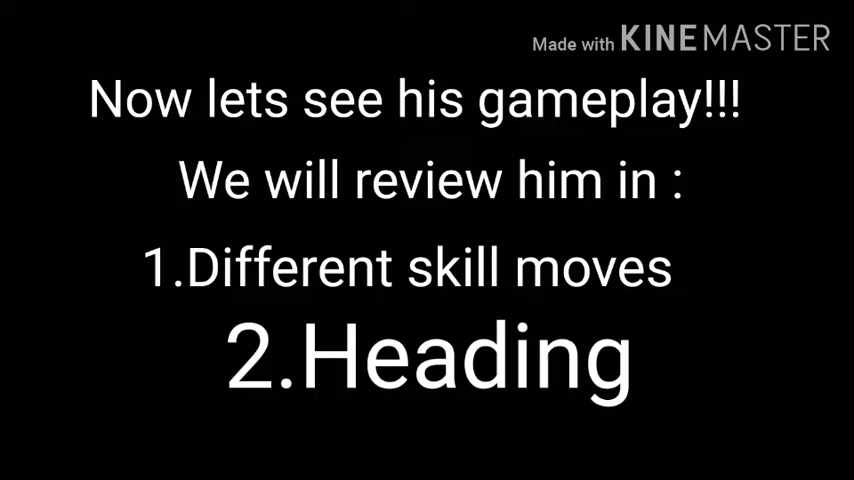 Made with KINEMASTER
Now lets see his gameplay!!!
We will review him in :
1.Different skill moves
2.Heading